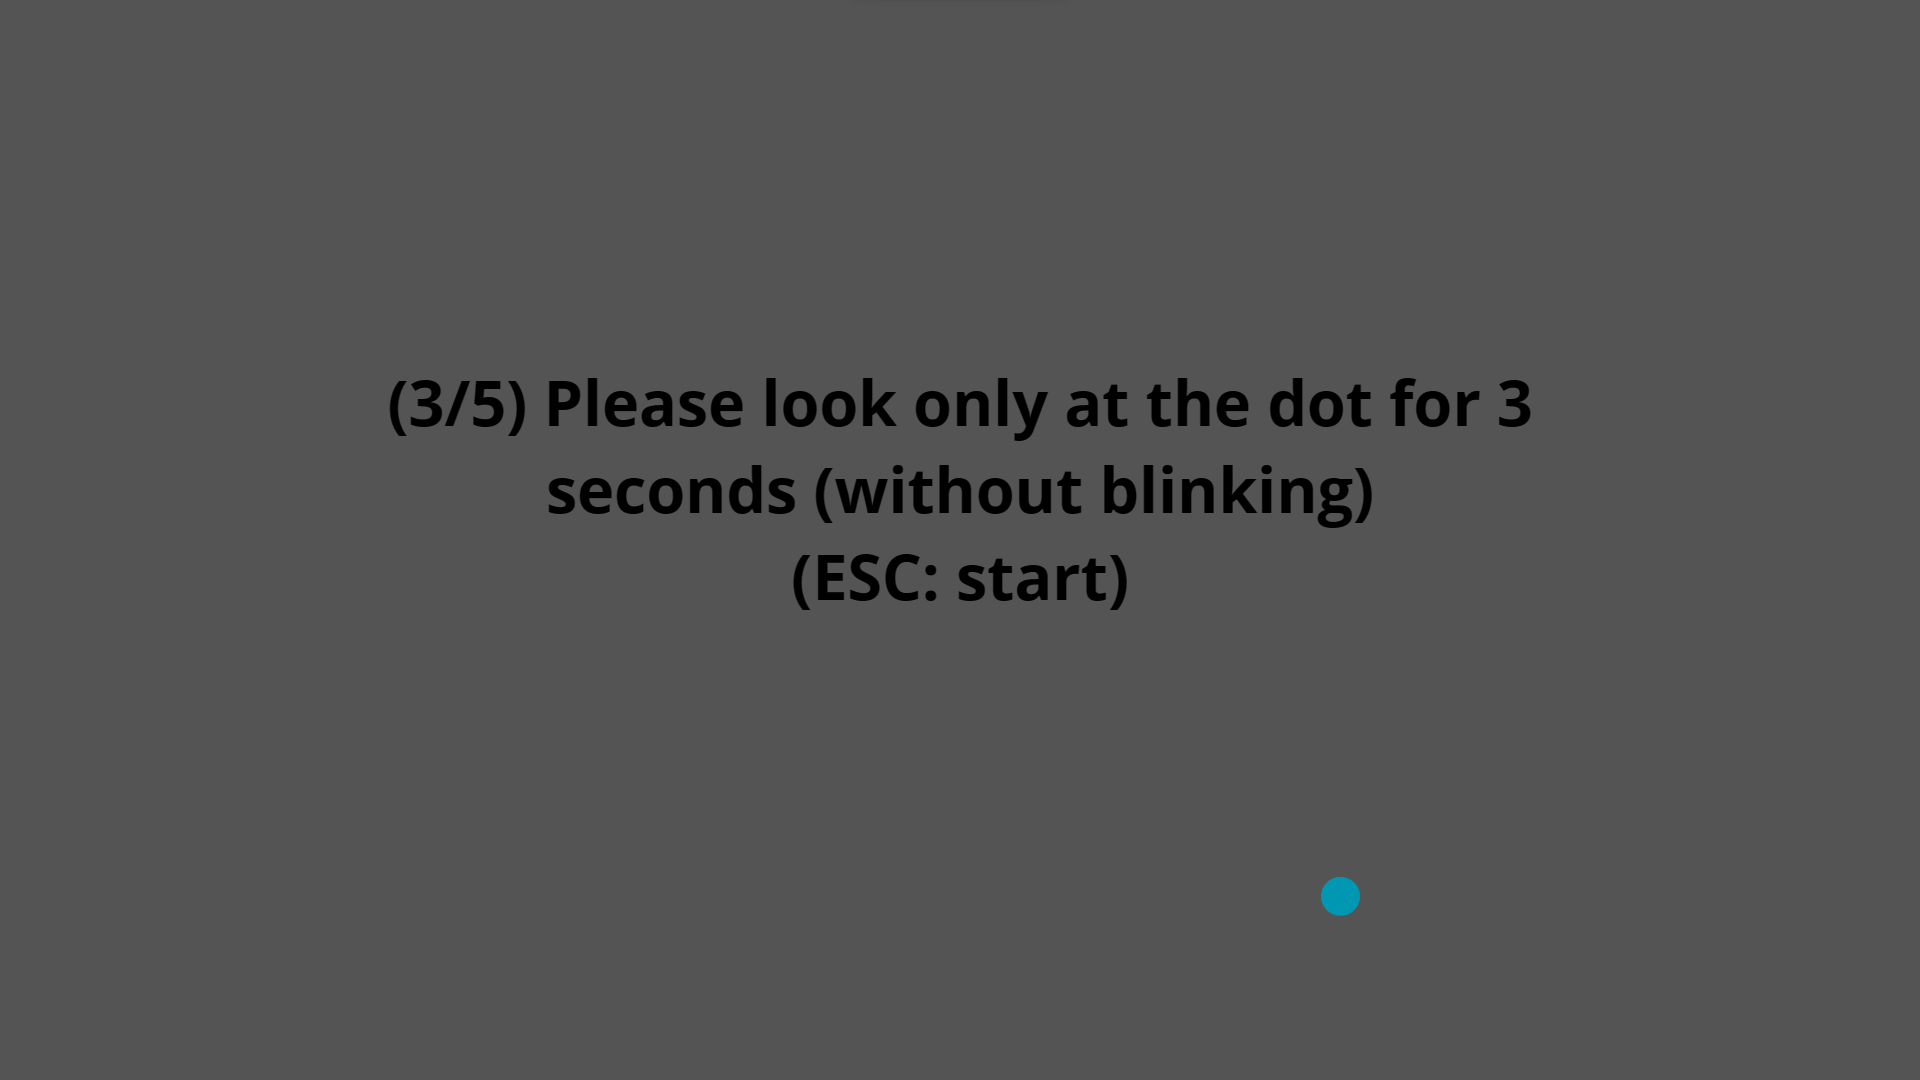 (3/5) Please look only at the dot for 3
seconds (without blinking)
(ESC: start)